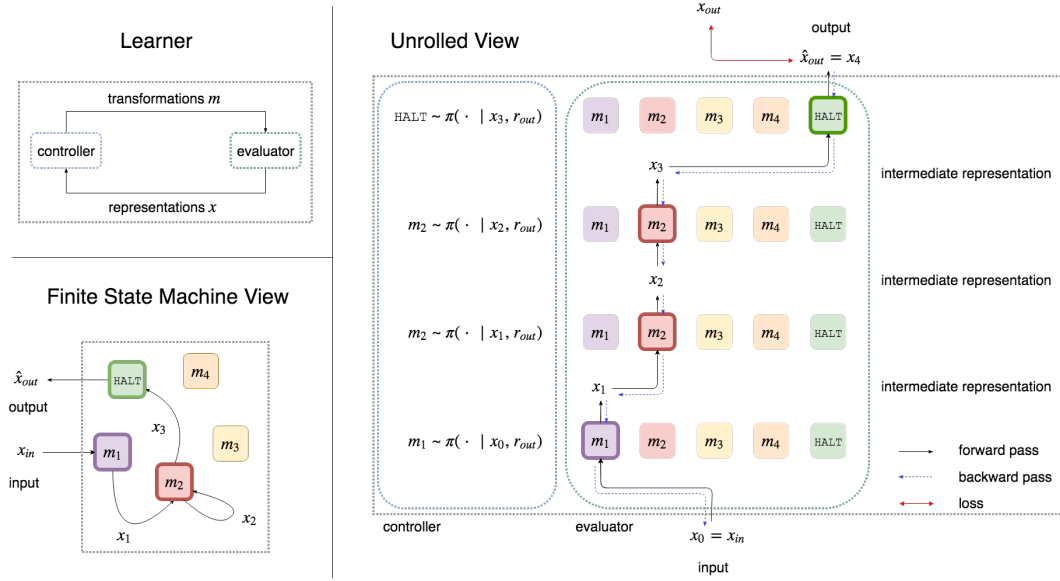 Learner
transformations m
controller
evaluator
representations x
Finite State Machine View
HALT
m₄
x̂ₒᵤₜ
output
x₃
m₃
xᵢₙ
m₁
input
m₂
x₂
x₁
Unrolled View
xₒᵤₜ
output
x̂ₒᵤₜ = x₄
HALT ~ π( · | x₃, rₒᵤₜ)
m₁ m₂ m₃ m₄ HALT
x₃
intermediate representation
m₂ ~ π( · | x₂, rₒᵤₜ)
m₁ m₂ m₃ m₄ HALT
x₂
intermediate representation
m₂ ~ π( · | x₁, rₒᵤₜ)
m₁ m₂ m₃ m₄ HALT
x₁
intermediate representation
m₁ ~ π( · | x₀, rₒᵤₜ)
m₁ m₂ m₃ m₄ HALT
forward pass
backward pass
loss
controller
evaluator
x₀ = xᵢₙ
input